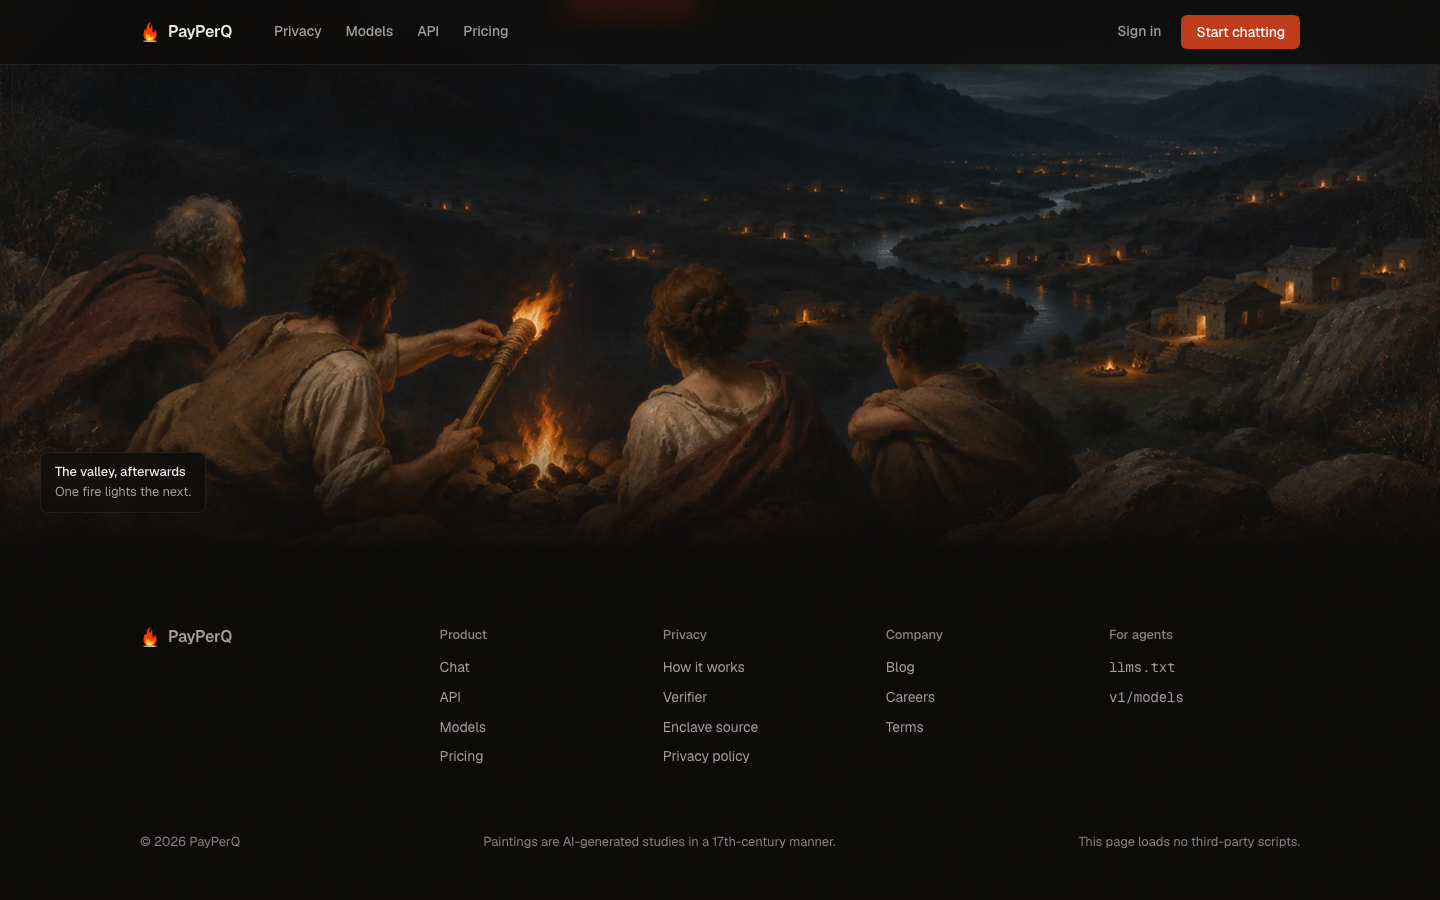 PayPerQ Privacy Models API Pricing Sign in Start chatting
The valley, afterwards
One fire lights the next.
PayPerQ
Product
Chat
API
Models
Pricing
Privacy
How it works
Verifier
Enclave source
Privacy policy
Company
Blog
Careers
Terms
For agents
llms.txt
v1/models
© 2026 PayPerQ
Paintings are AI-generated studies in a 17th-century manner.
This page loads no third-party scripts.